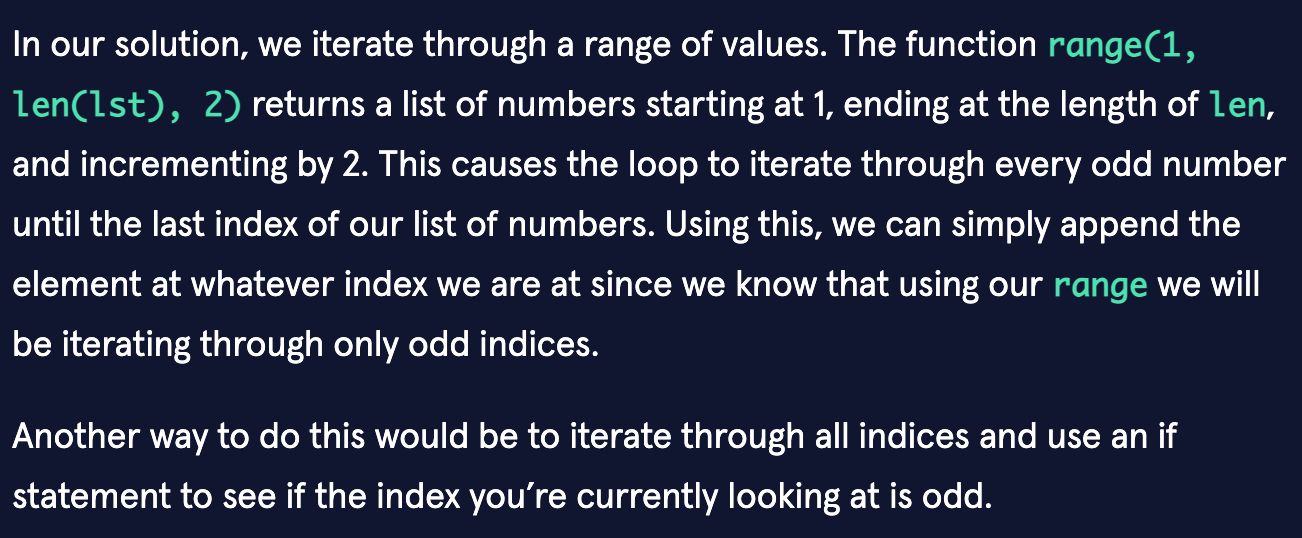 In our solution, we iterate through a range of values. The function range(1,
len(lst), 2) returns a list of numbers starting at 1, ending at the length of len,
and incrementing by 2. This causes the loop to iterate through every odd number
until the last index of our list of numbers. Using this, we can simply append the
element at whatever index we are at since we know that using our range we will
be iterating through only odd indices.
Another way to do this would be to iterate through all indices and use an if
statement to see if the index you’re currently looking at is odd.